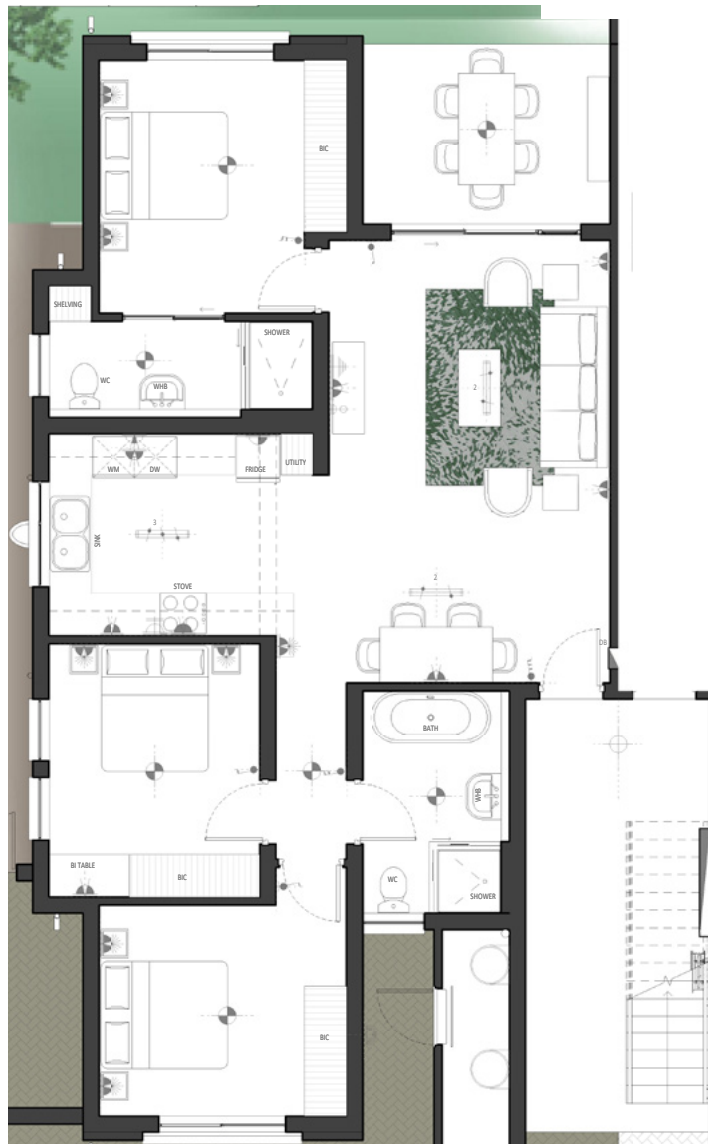 BIC
SHELVING
SHOWER
WC
WHB
2
WM
DW
FRIDGE
UTILITY
SINK
3
STOVE
2
DB
BATH
WHB
BI TABLE
BIC
WC
SHOWER
BIC